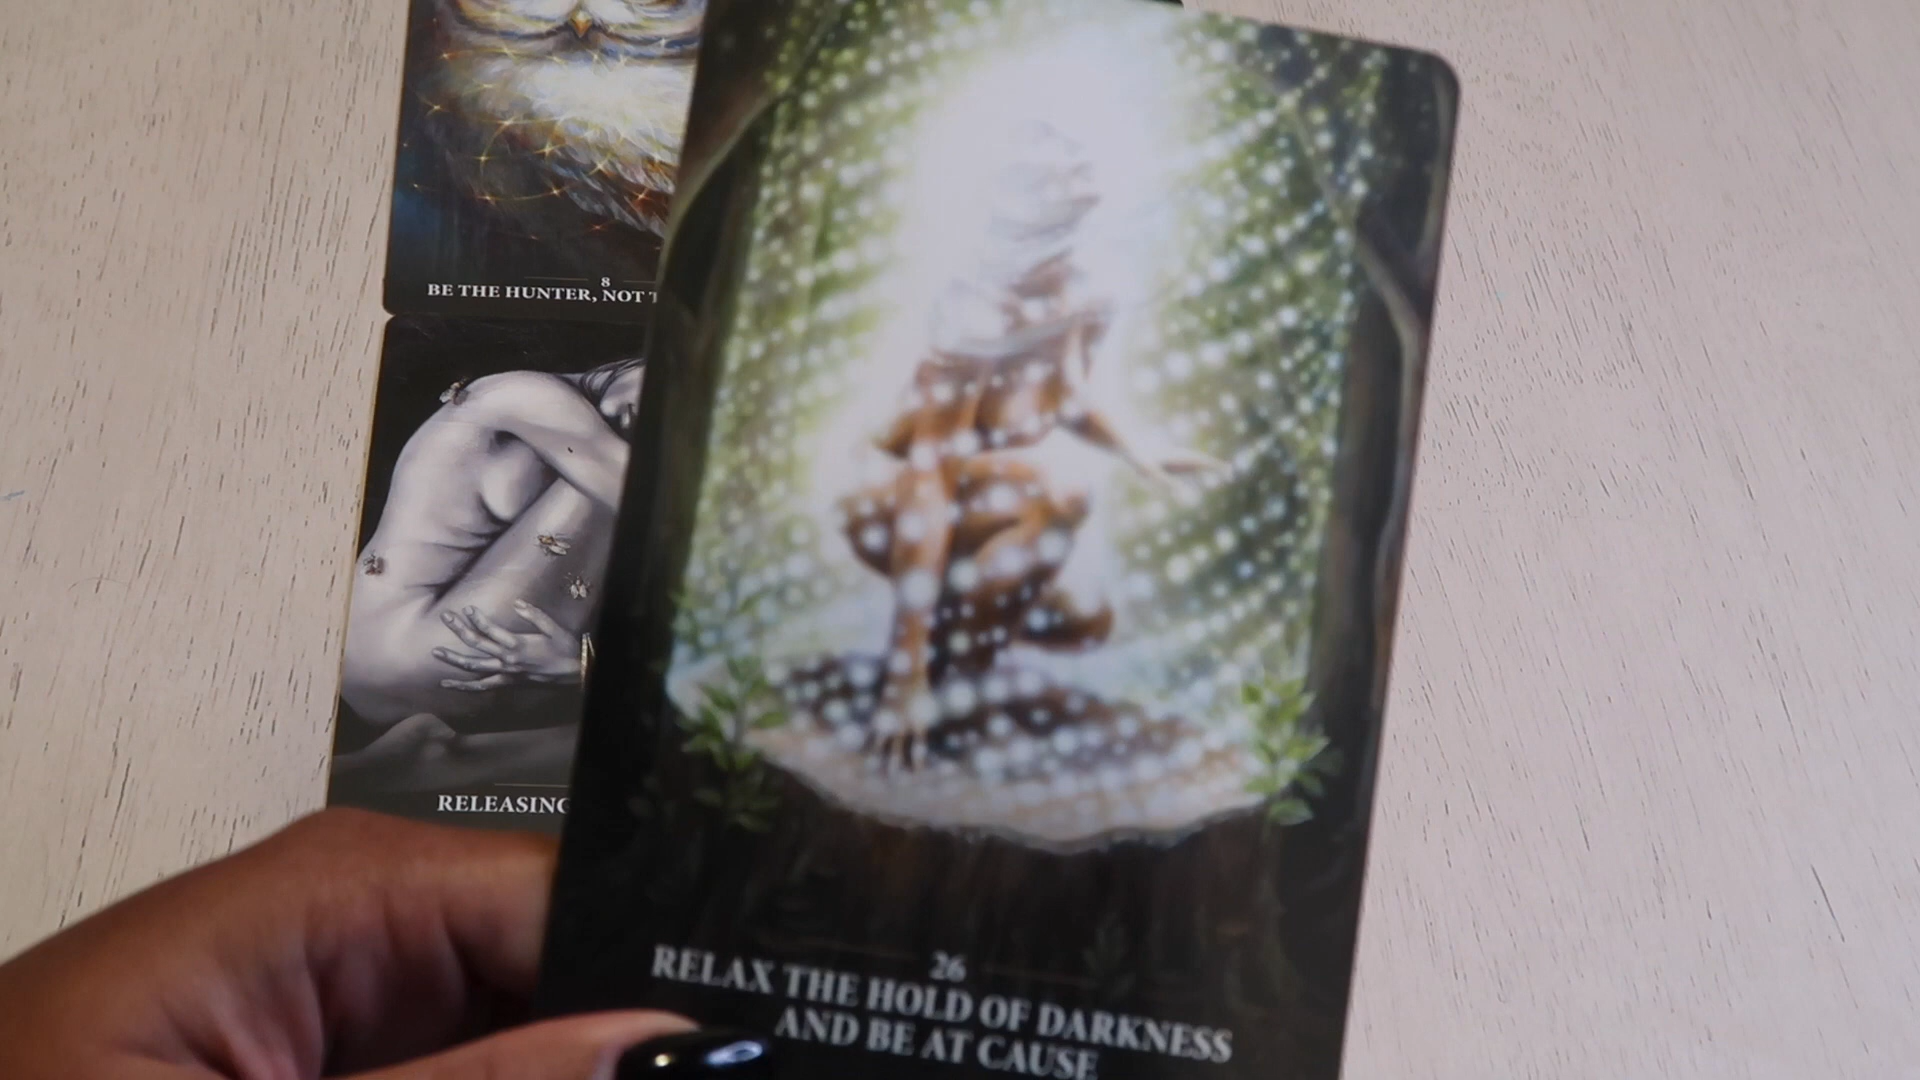 8
BE THE HUNTER, NOT
RELEASING
26
RELAX THE HOLD OF DARKNESS
AND BE AT CAUSE